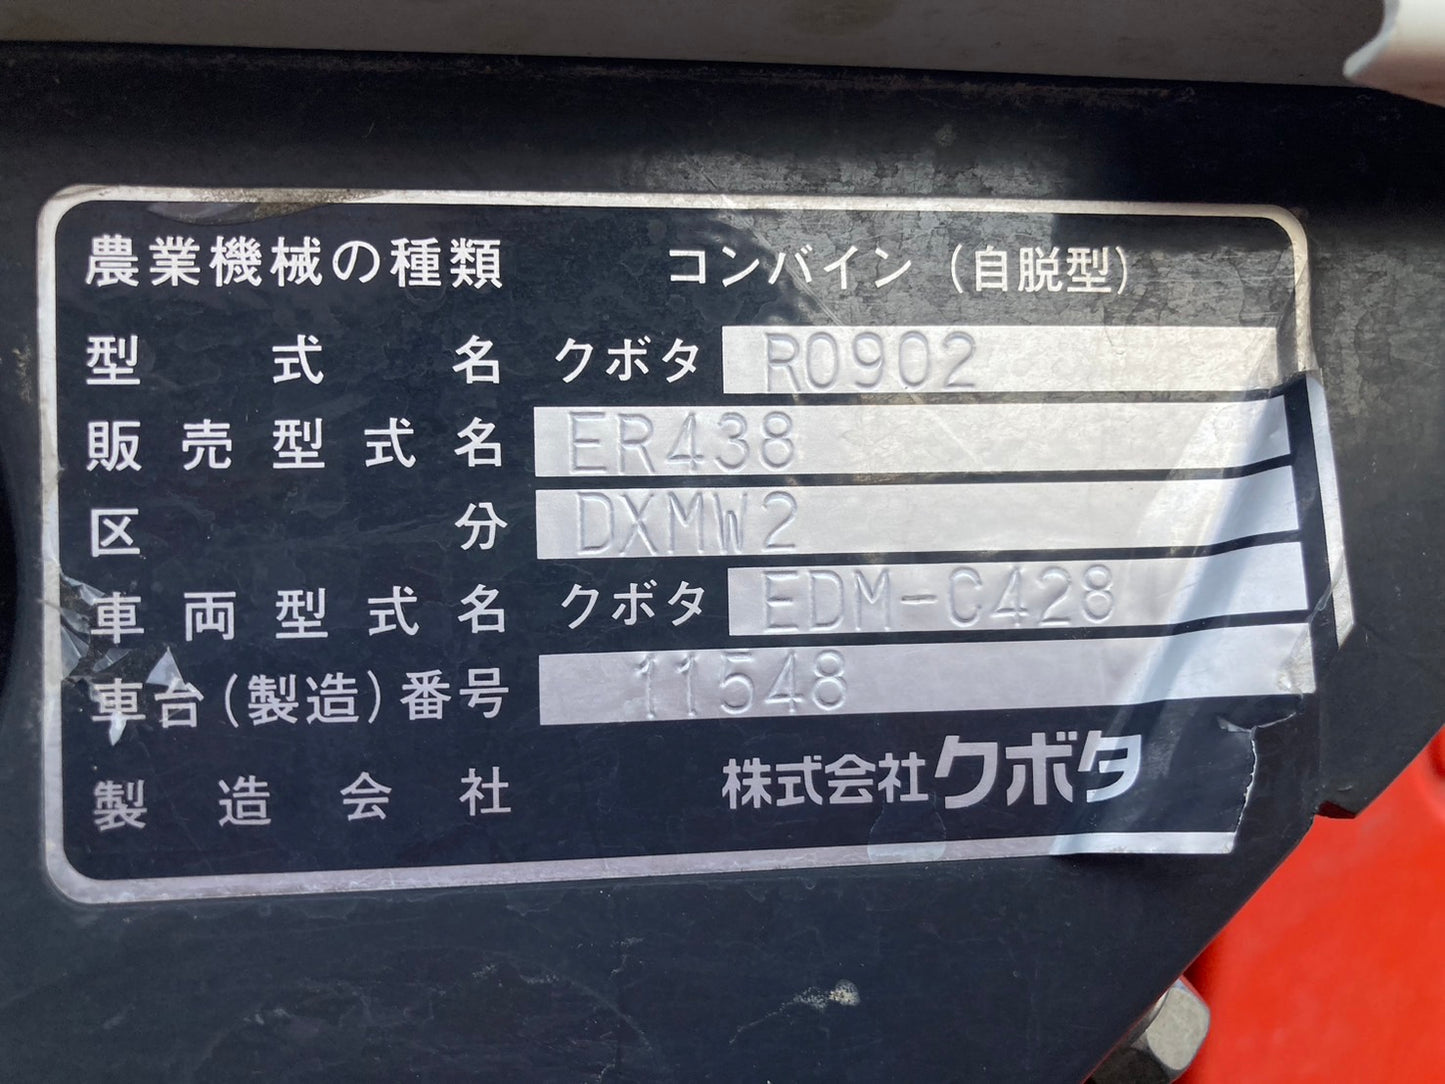 農業機械の種類 コンバイン（自脱型）
型式名 クボタ R0902
販売型式名 ER438
区分 DXMW2
車両型式名 クボタ EDM-C428
車台(製造)番号 11548
製造会社 株式会社クボタ